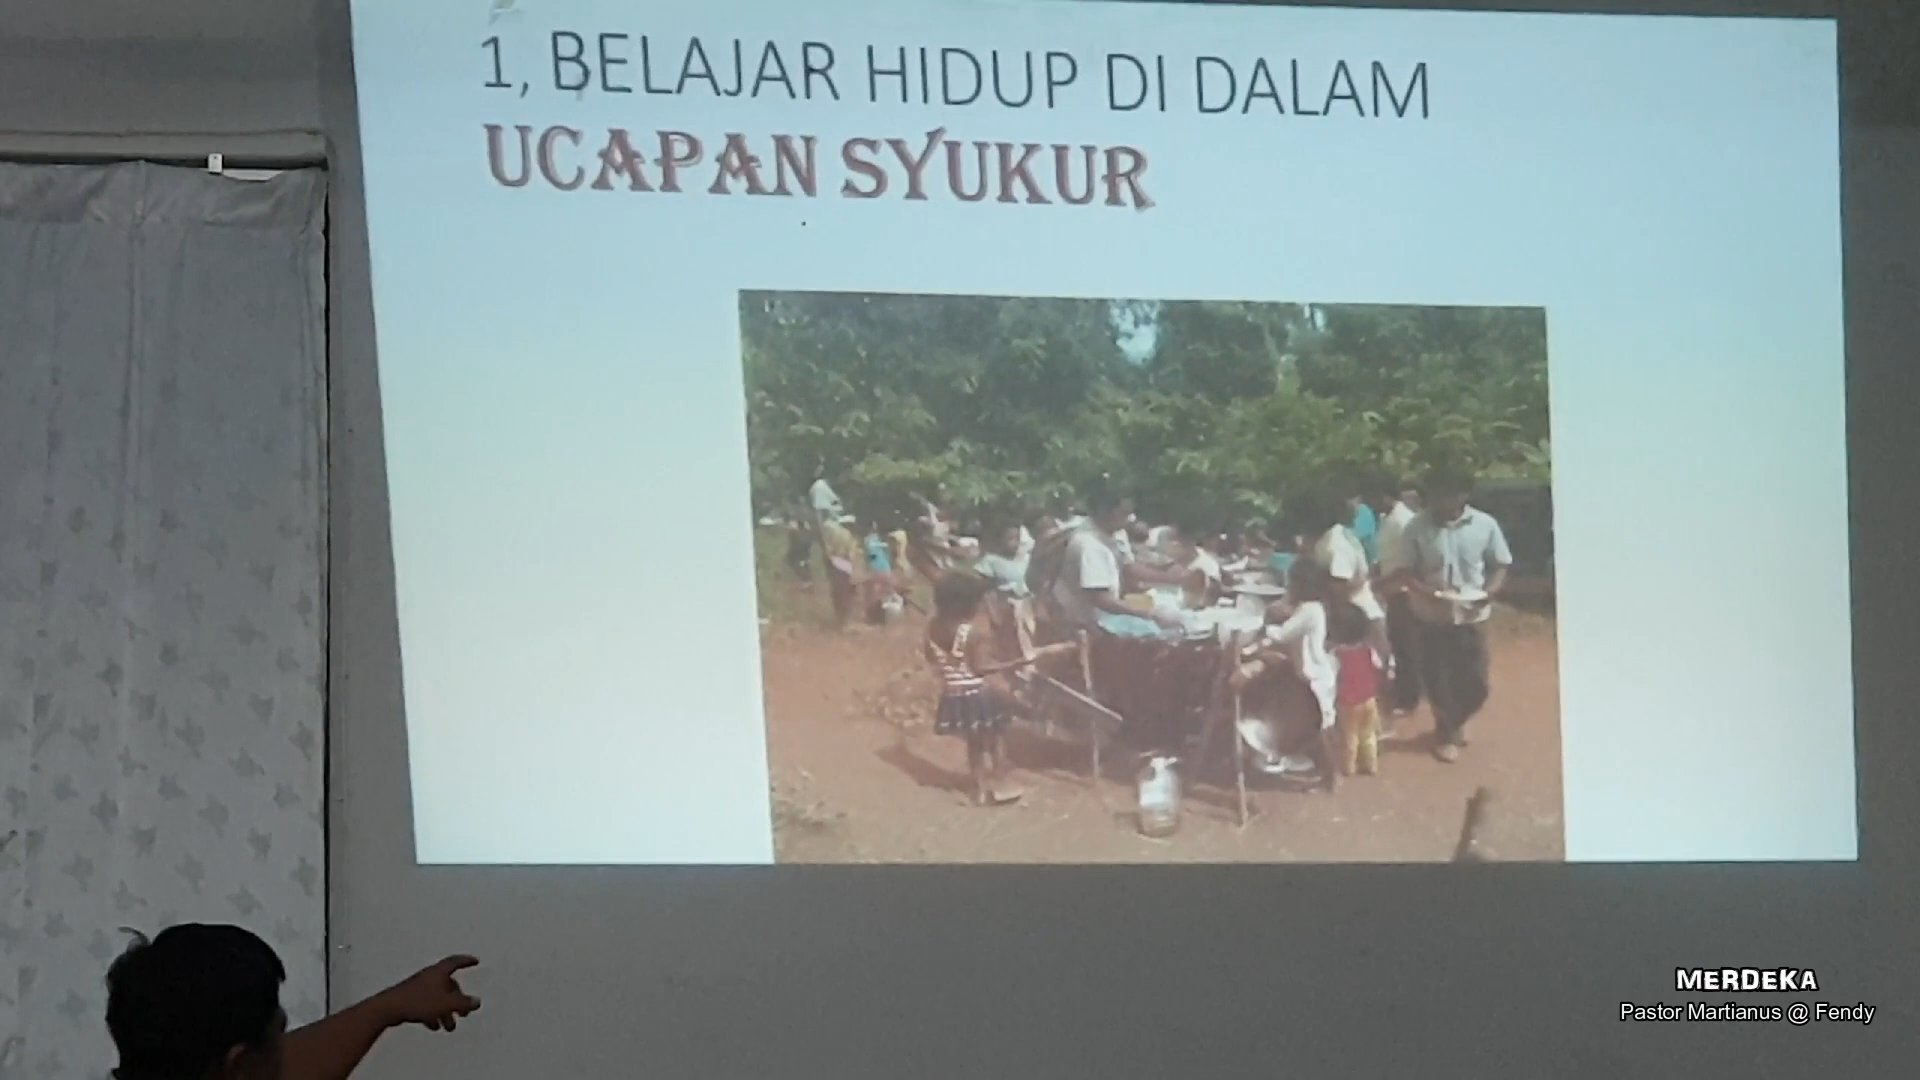 1, BELAJAR HIDUP DI DALAM
UCAPAN SYUKUR
MERDEKA
Pastor Martianus @ Fendy